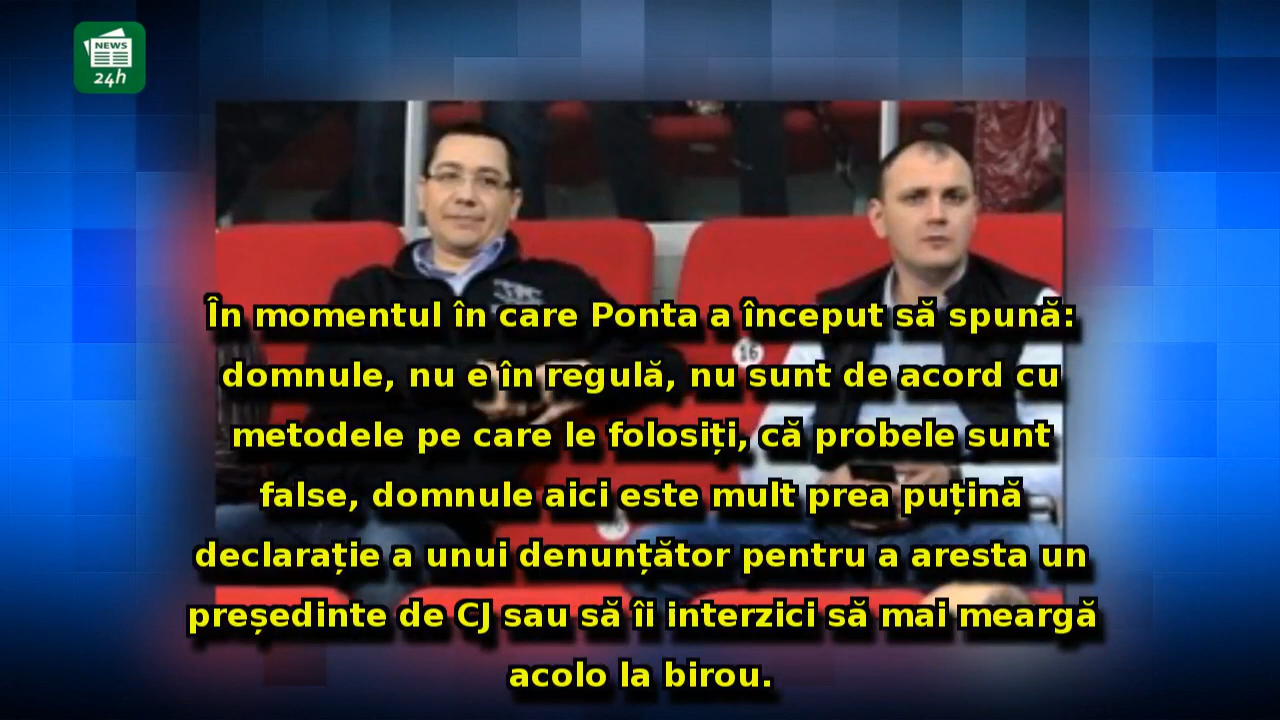 NEWS
24h
16
În momentul în care Ponta a început să spună:
domnule, nu e în regulă, nu sunt de acord cu
metodele pe care le folosiți, că probele sunt
false, domnule aici este mult prea puțină
declarație a unui denunțător pentru a aresta un
președinte de CJ sau să îi interzici să mai meargă
acolo la birou.